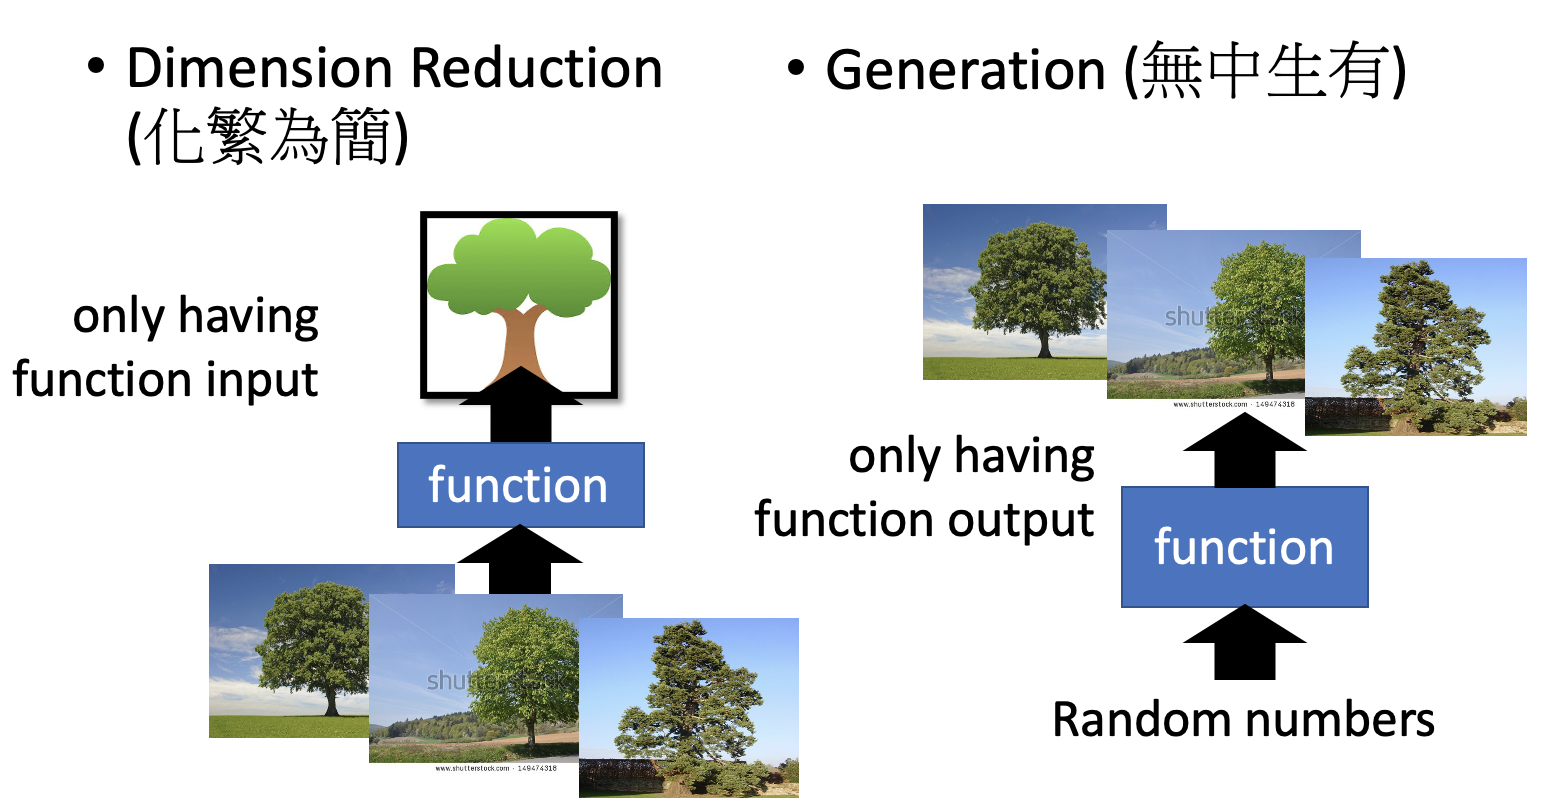 • Dimension Reduction
(化繁為簡)
only having
function input
function
shutterstock
www.shutterstock.com · 149474318
• Generation (無中生有)
shutterstock
www.shutterstock.com · 149474318
only having
function output
function
Random numbers